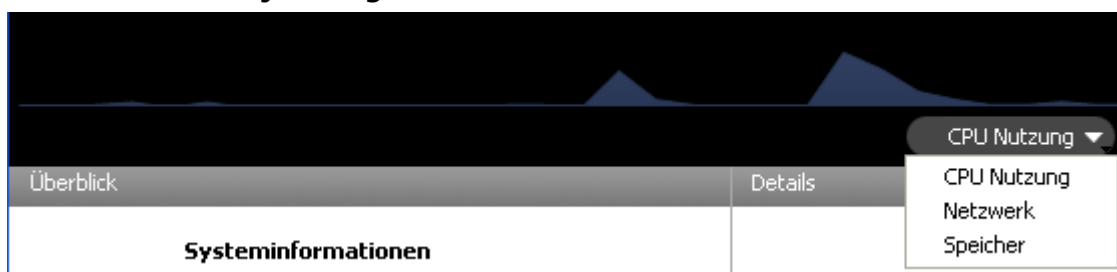 CPU Nutzung
Überblick
Details
CPU Nutzung
Netzwerk
Systeminformationen
Speicher